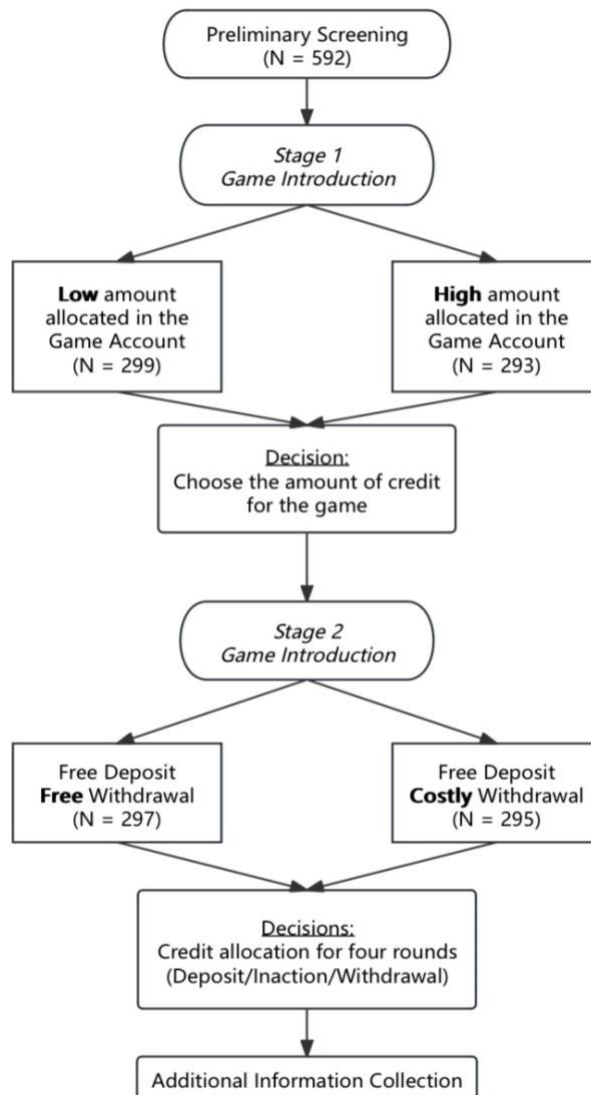 Preliminary Screening
(N = 592)
Stage 1
Game Introduction
Low amount
allocated in the
Game Account
(N = 299)
High amount
allocated in the
Game Account
(N = 293)
Decision:
Choose the amount of credit
for the game
Stage 2
Game Introduction
Free Deposit
Free Withdrawal
(N = 297)
Free Deposit
Costly Withdrawal
(N = 295)
Decisions:
Credit allocation for four rounds
(Deposit/Inaction/Withdrawal)
Additional Information Collection